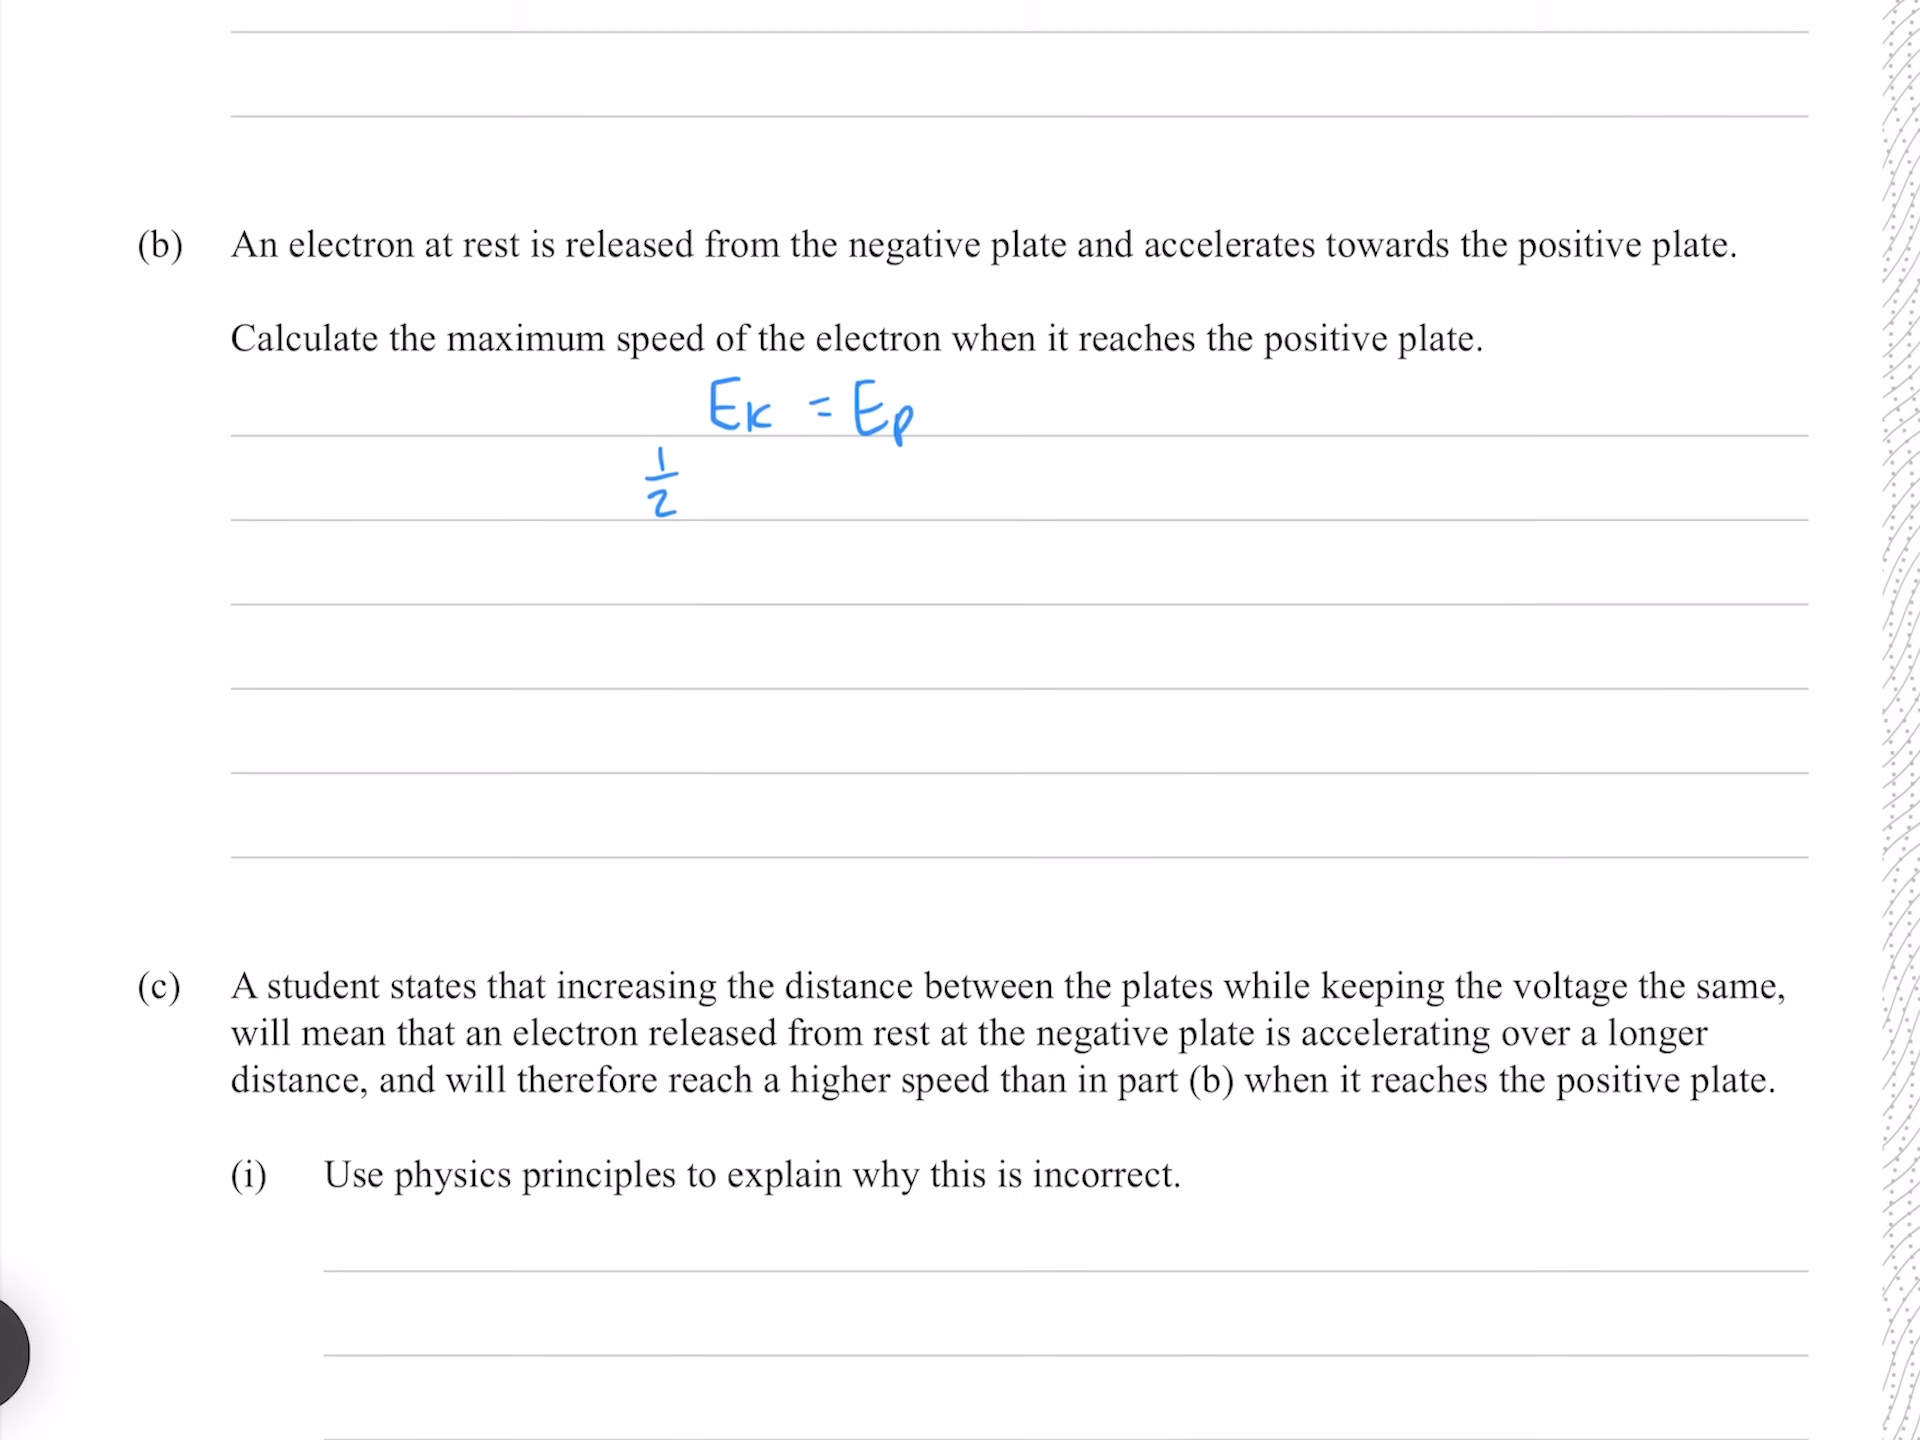 (b) An electron at rest is released from the negative plate and accelerates towards the positive plate.
Calculate the maximum speed of the electron when it reaches the positive plate.
EK = Ep
1/2
(c) A student states that increasing the distance between the plates while keeping the voltage the same,
will mean that an electron released from rest at the negative plate is accelerating over a longer
distance, and will therefore reach a higher speed than in part (b) when it reaches the positive plate.
(i) Use physics principles to explain why this is incorrect.